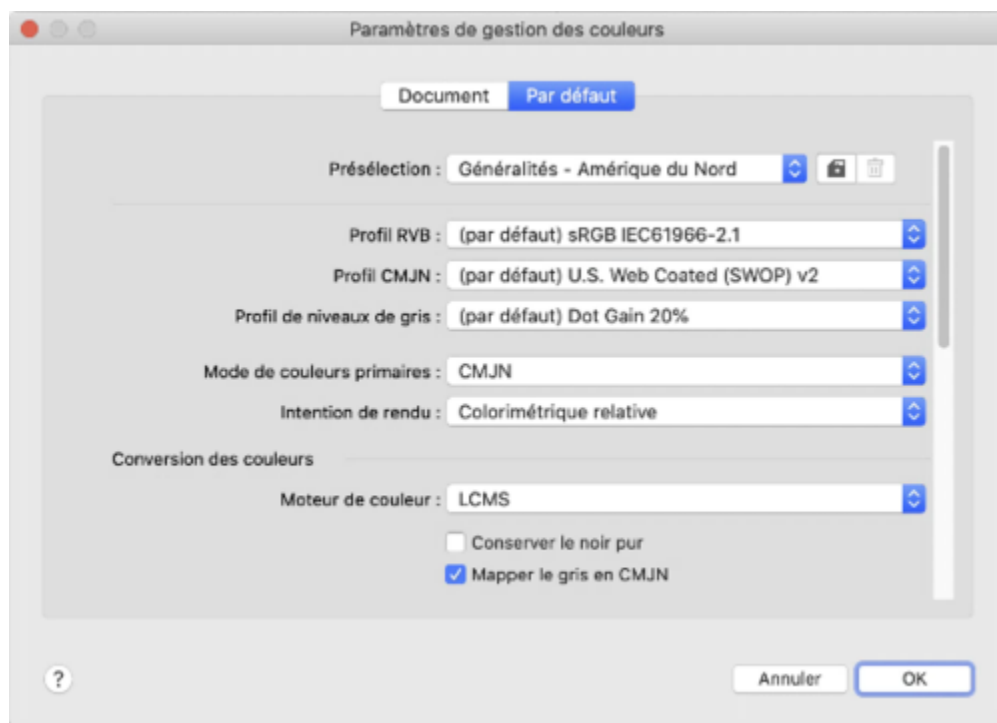 Paramètres de gestion des couleurs
Document Par défaut
Présélection : Généralités - Amérique du Nord
Profil RVB : (par défaut) sRGB IEC61966-2.1
Profil CMJN : (par défaut) U.S. Web Coated (SWOP) v2
Profil de niveaux de gris : (par défaut) Dot Gain 20%
Mode de couleurs primaires : CMJN
Intention de rendu : Colorimétrique relative
Conversion des couleurs
Moteur de couleur : LCMS
Conserver le noir pur
Mapper le gris en CMJN
? Annuler OK